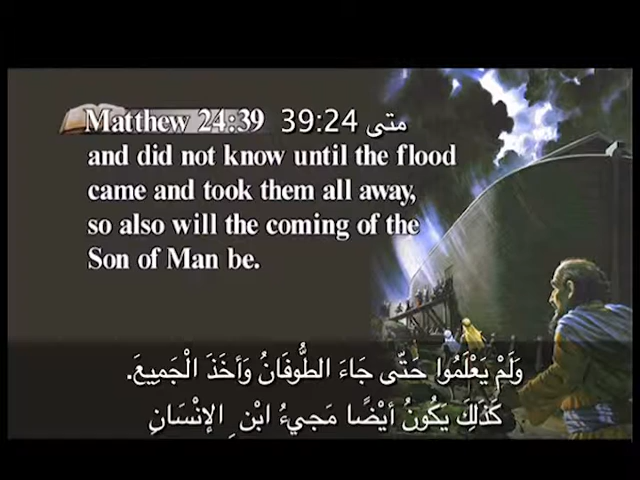 Matthew 24:39 متى 39:24
and did not know until the flood
came and took them all away,
so also will the coming of the
Son of Man be.
وَلَمْ يَعْلَمُوا حَتَّى جَاءَ الطُّوفَانُ وَأَخَذَ الْجَمِيعَ.
كَذَلِكَ يَكُونُ أَيْضًا مَجِيءُ ابْن ِ الإِنْسَانِ